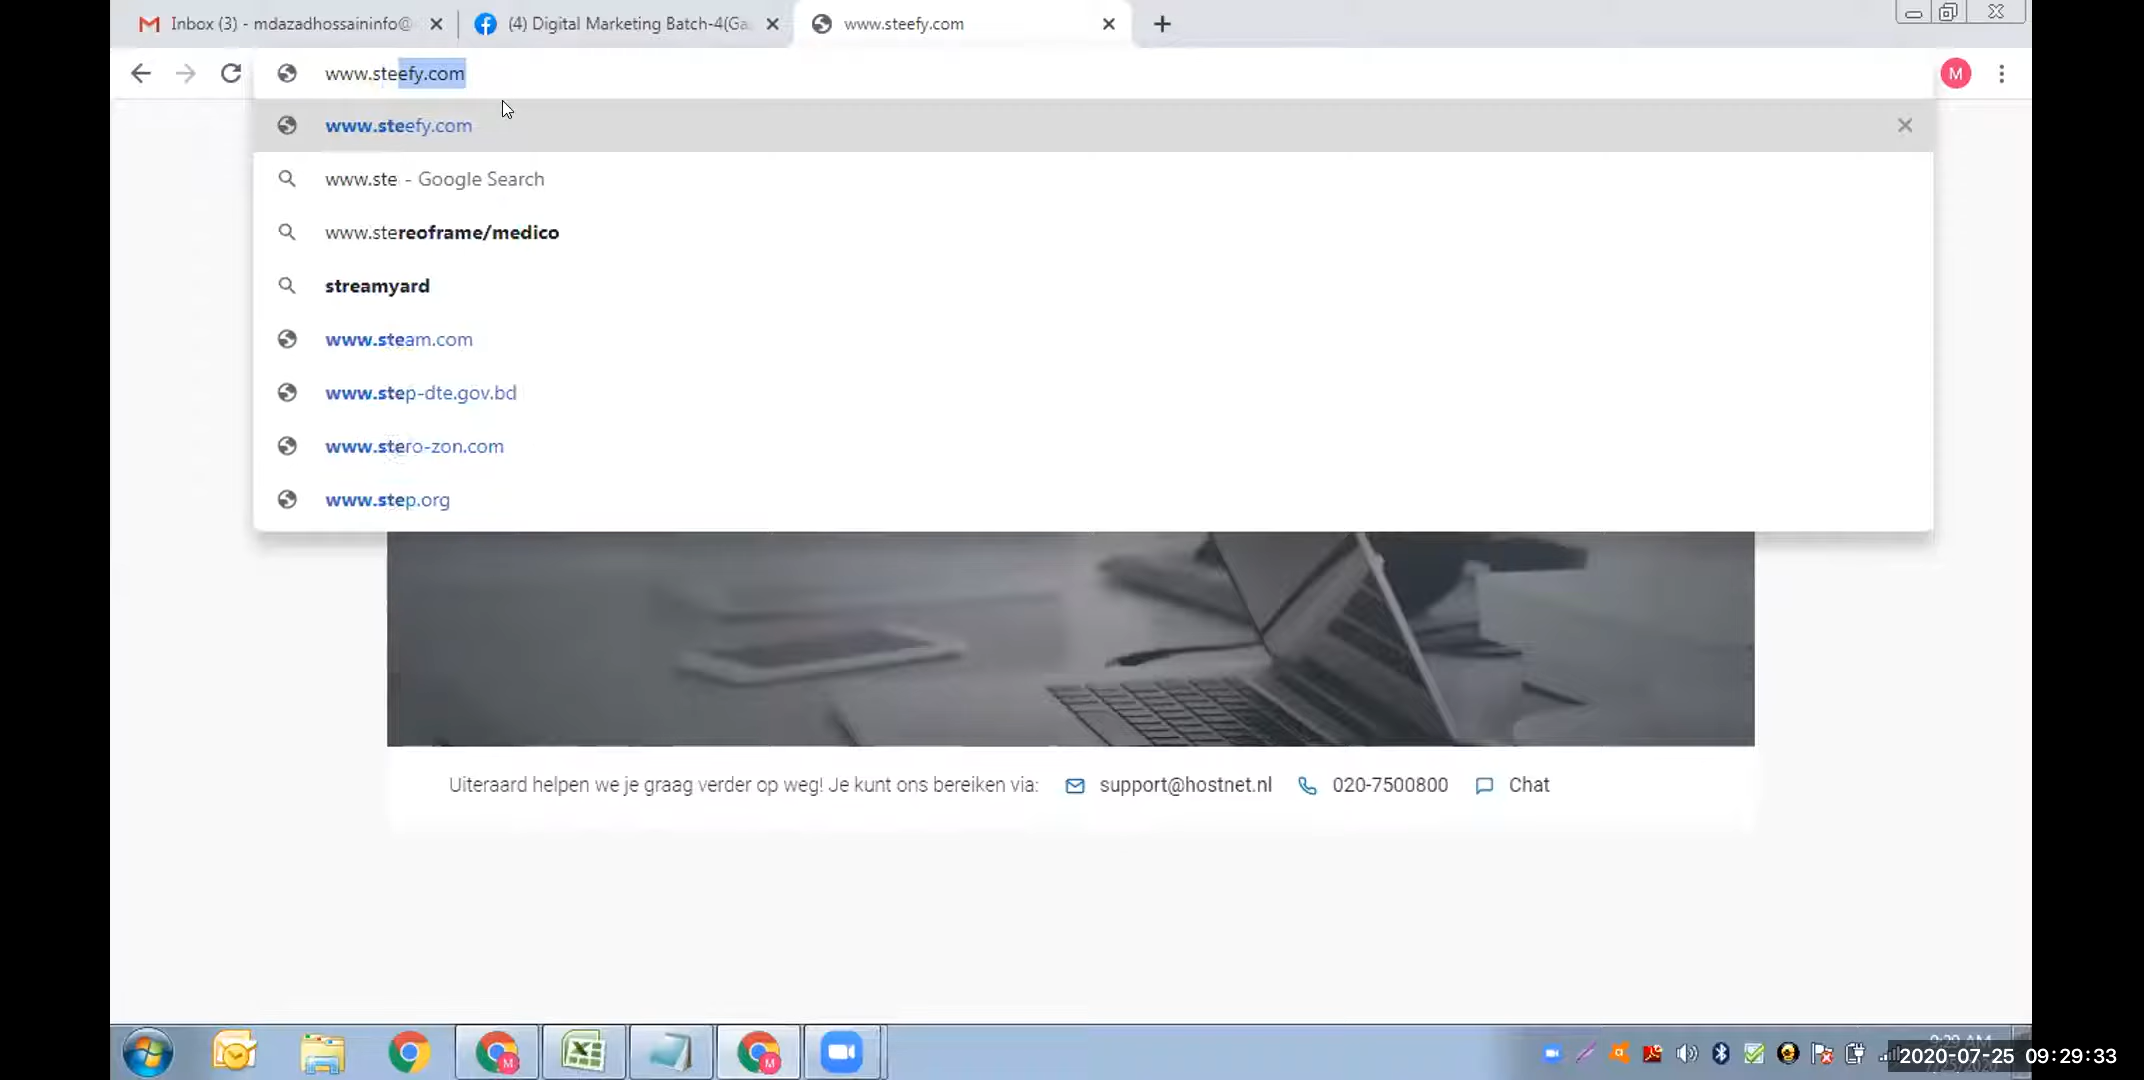 Inbox (3) - mdazadhossaininfo@
(4) Digital Marketing Batch-4(Ga
www.steefy.com
www.steefy.com
M
www.steefy.com
www.ste - Google Search
www.stereoframe/medico
streamyard
www.steam.com
www.step-dte.gov.bd
www.stero-zon.com
www.step.org
Uiteraard helpen we je graag verder op weg! Je kunt ons bereiken via: support@hostnet.nl 020-7500800 Chat
9:29 AM
2020-07-25 09:29:33